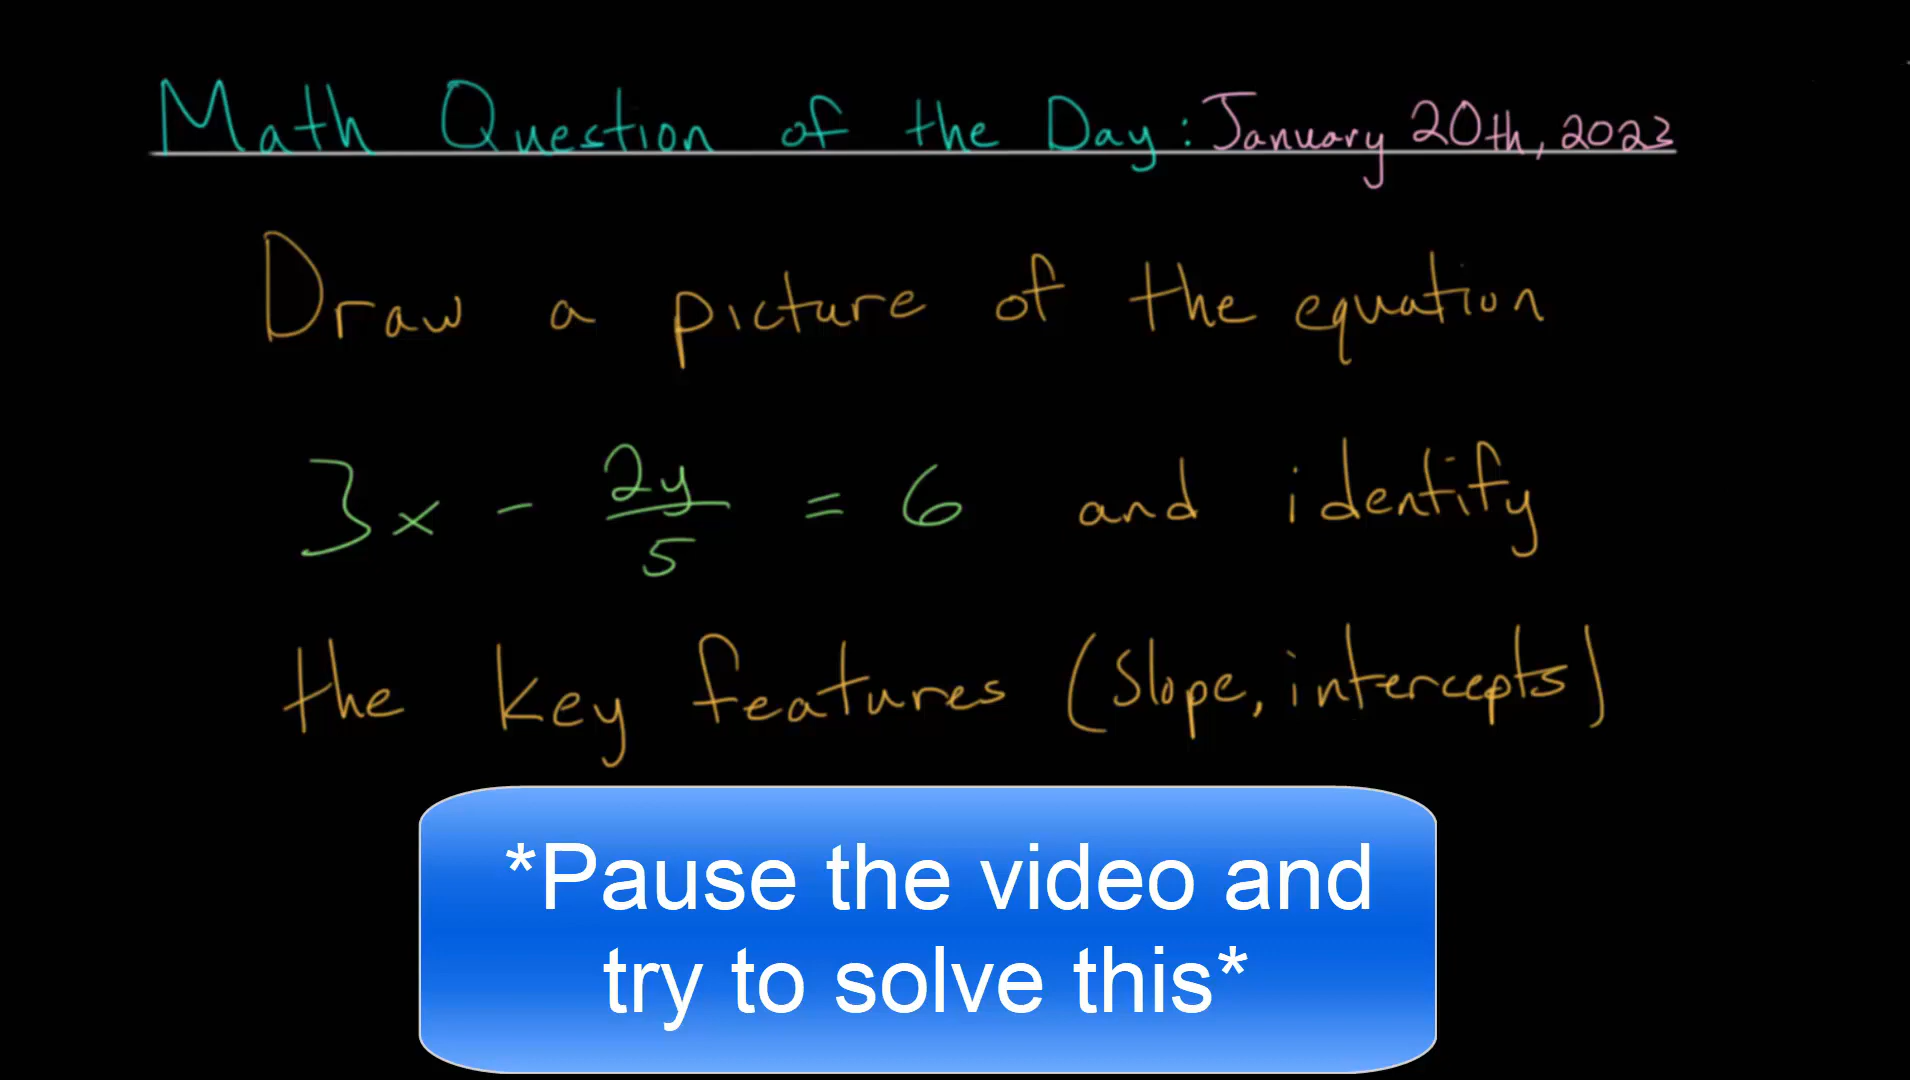 Math Question of the Day: January 20th, 2023
Draw a picture of the equation
3x - 2y/5 = 6 and identify
the key features (slope, intercepts)
*Pause the video and
try to solve this*